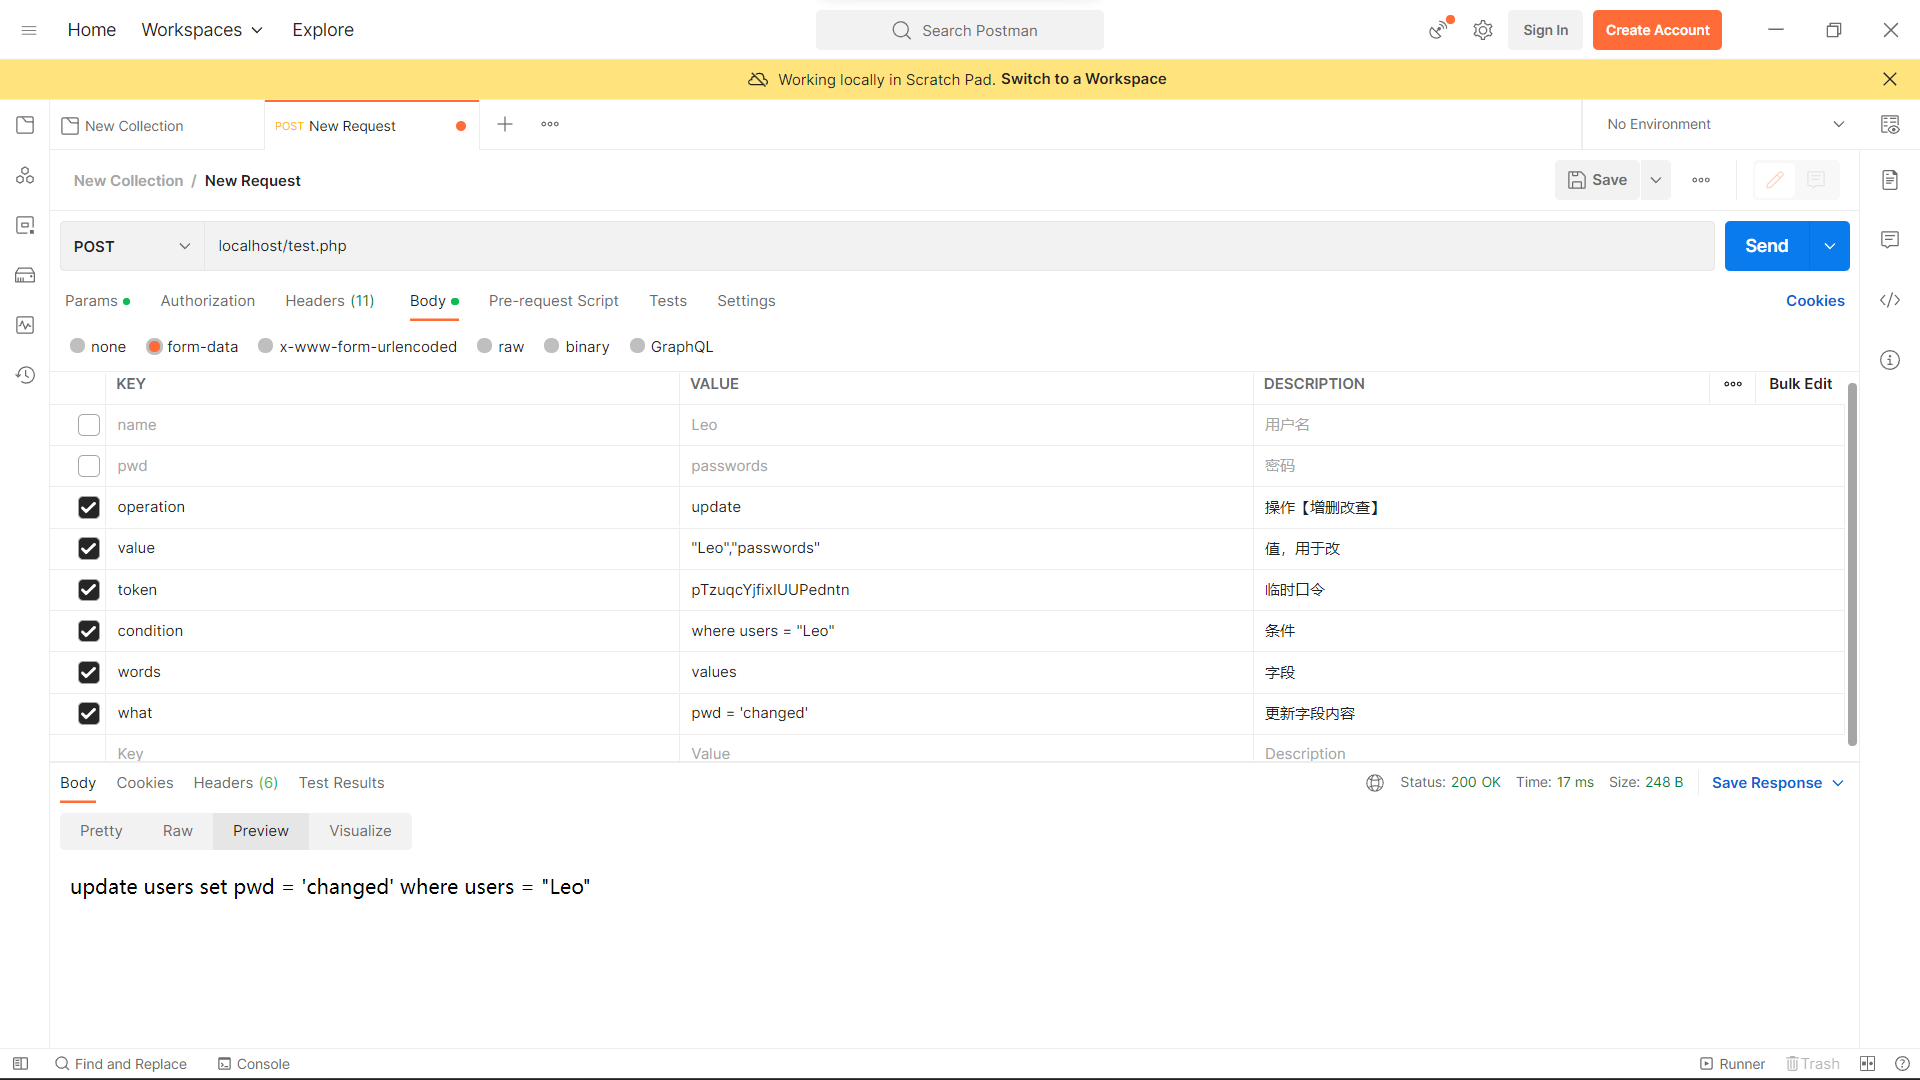 Home Workspaces Explore Search Postman Sign In Create Account
Working locally in Scratch Pad. Switch to a Workspace
New Collection POST New Request No Environment
New Collection / New Request Save
POST localhost/test.php Send
Params Authorization Headers (11) Body Pre-request Script Tests Settings Cookies
none form-data x-www-form-urlencoded raw binary GraphQL
KEY VALUE DESCRIPTION Bulk Edit
name Leo 用户名
pwd passwords 密码
operation update 操作【增删改查】
value "Leo","passwords" 值，用于改
token pTzuqcYjfixIUUPedntn 临时口令
condition where users = "Leo" 条件
words values 字段
what pwd = 'changed' 更新字段内容
Key Value Description
Body Cookies Headers (6) Test Results Status: 200 OK Time: 17 ms Size: 248 B Save Response
Pretty Raw Preview Visualize
update users set pwd = 'changed' where users = "Leo"
Find and Replace Console Runner Trash